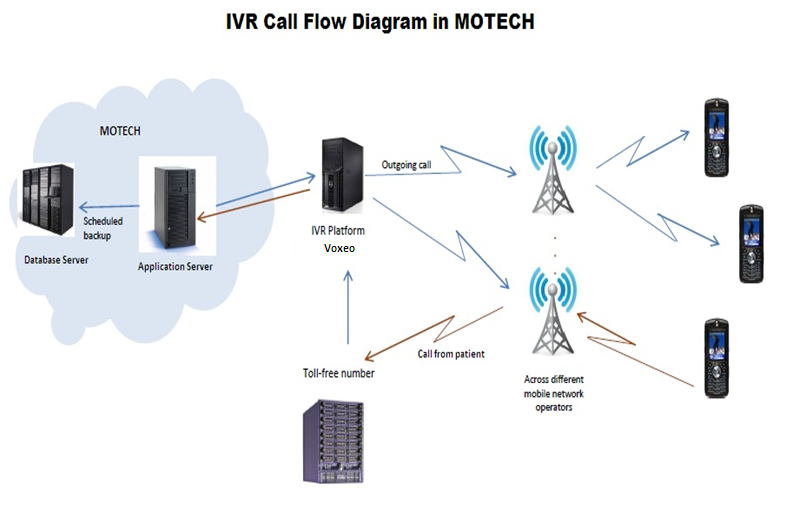 IVR Call Flow Diagram in MOTECH
MOTECH
Outgoing call
Scheduled
backup
IVR Platform
Voxeo
Database Server
Application Server
Call from patient
Toll-free number
Across different
mobile network
operators